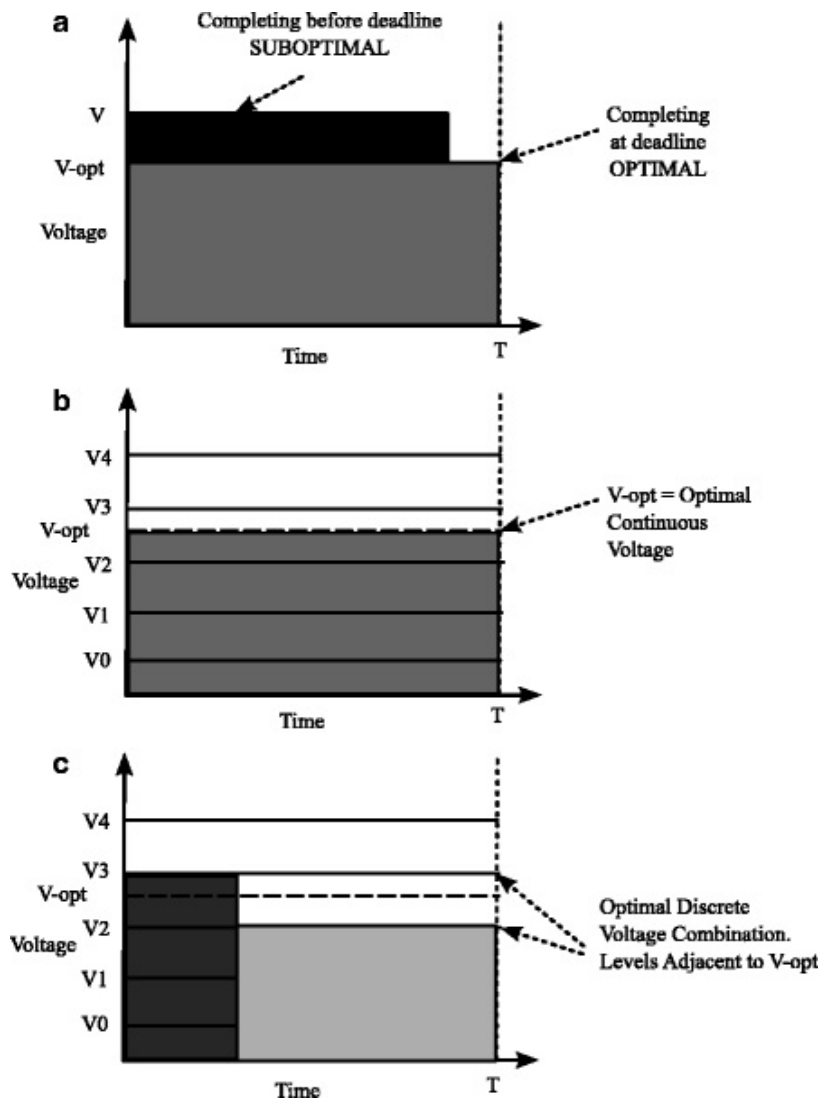 a
Completing before deadline
SUBOPTIMAL
V
Completing
at deadline
OPTIMAL
V-opt
Voltage
Time
T
b
V4
V3
V-opt
V-opt = Optimal
Continuous
Voltage
V2
Voltage
V1
V0
Time
T
c
V4
V3
V-opt
V2
Voltage
Optimal Discrete
Voltage Combination.
Levels Adjacent to V-opt
V1
V0
Time
T